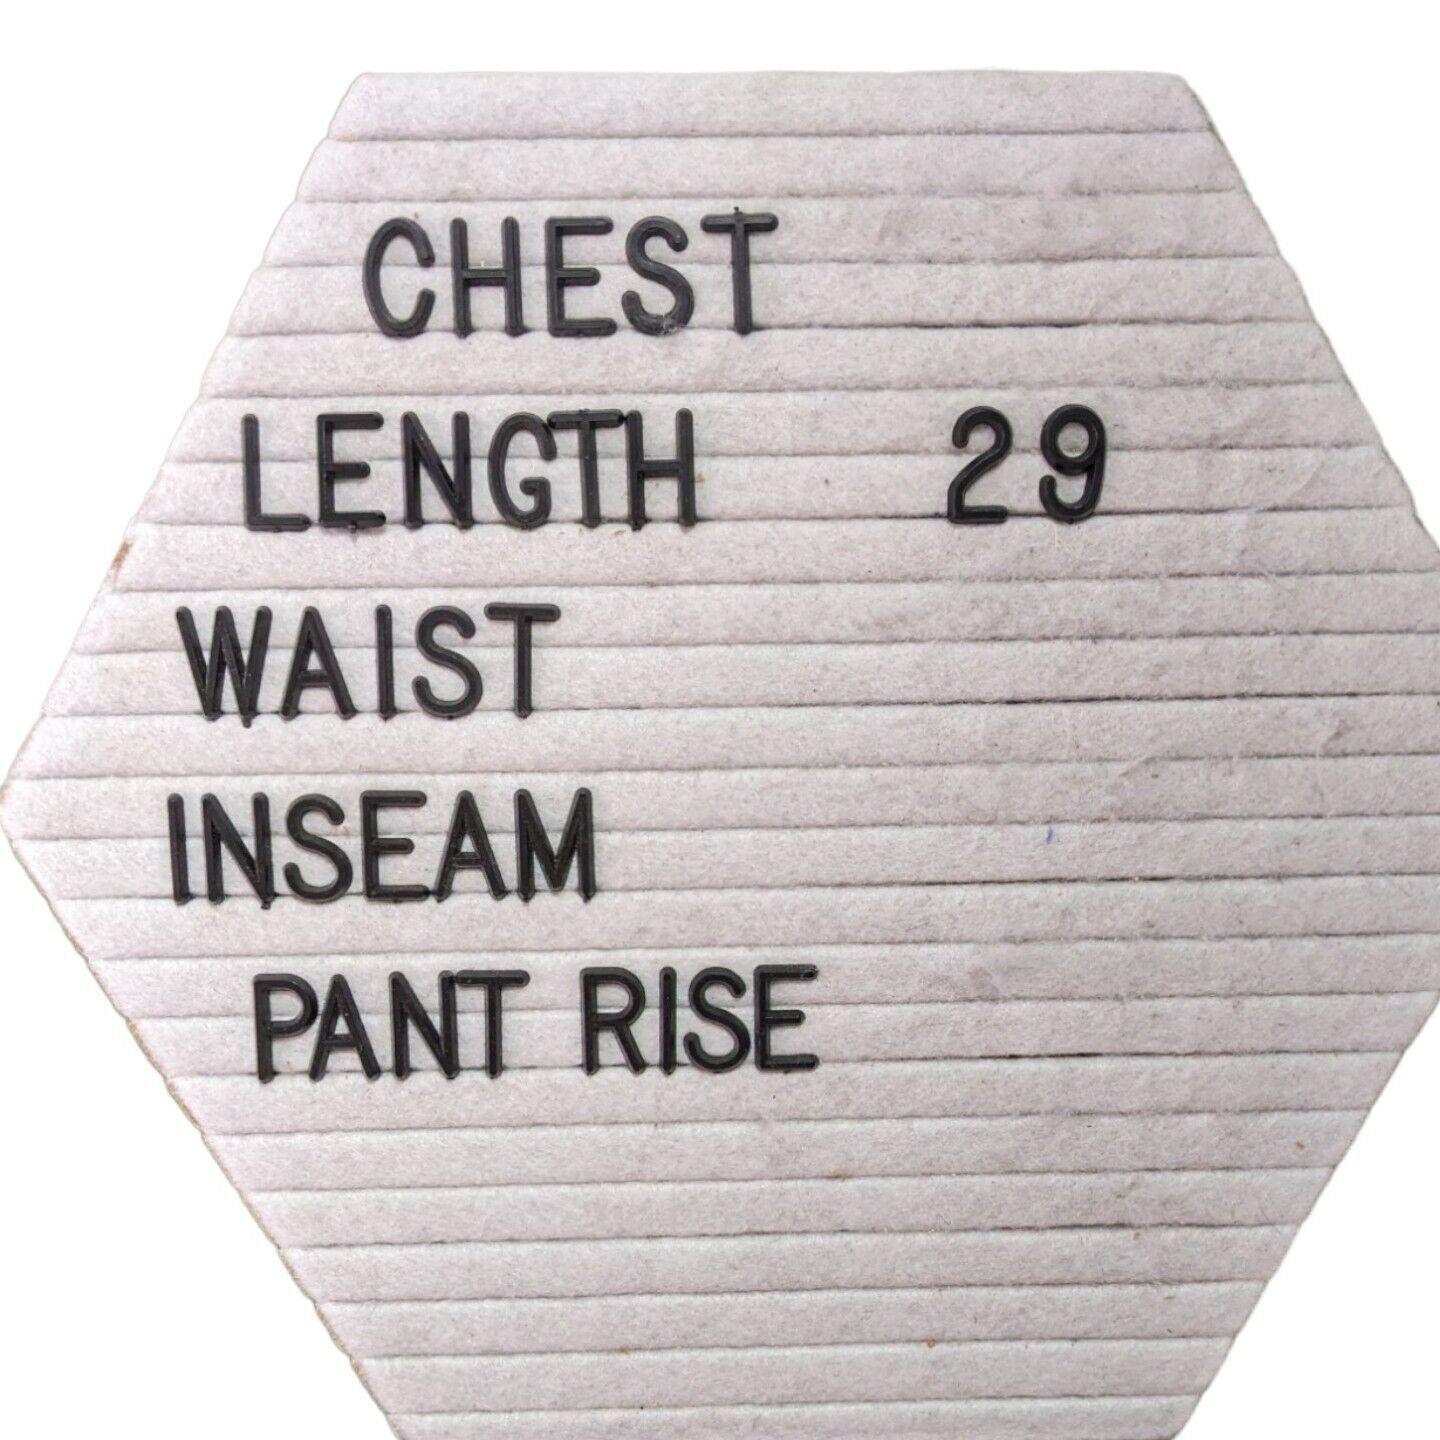 CHEST
LENGTH 29
WAIST
INSEAM
PANT RISE